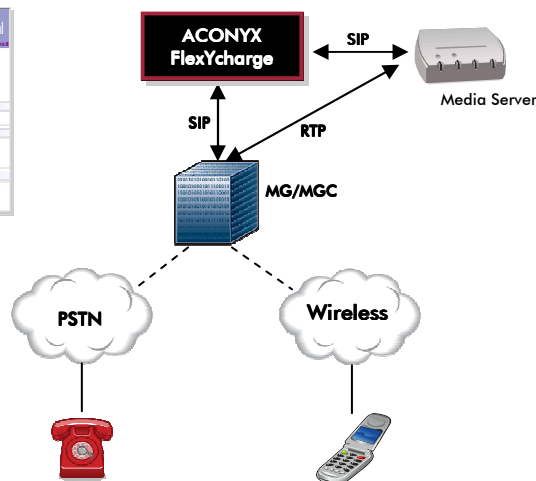 ACONYX
FlexYcharge
SIP
Media Server
SIP
RTP
MG/MGC
PSTN
Wireless